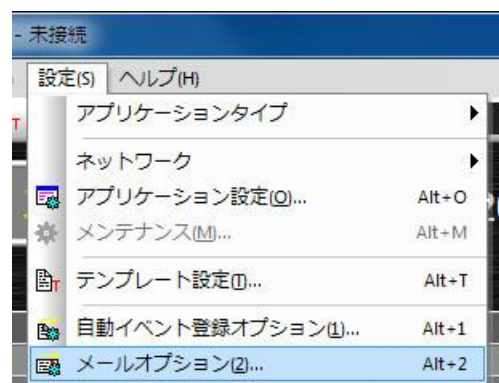 - 未接続
設定(S) ヘルプ(H)
アプリケーションタイプ
ネットワーク
アプリケーション設定(O)... Alt+O
メンテナンス(M)... Alt+M
テンプレート設定(T)... Alt+T
自動イベント登録オプション(1)... Alt+1
メールオプション(2)... Alt+2